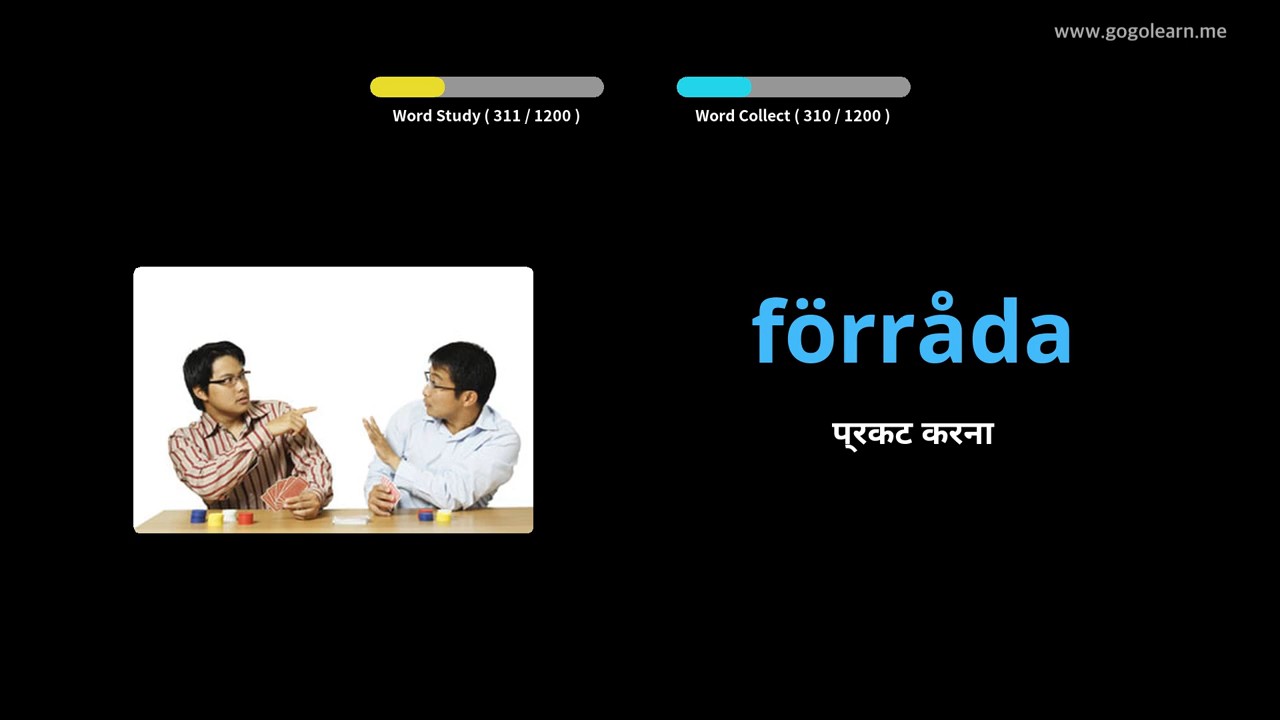 www.gogolearn.me
Word Study ( 311 / 1200 )
Word Collect ( 310 / 1200 )
förråda
प्रकट करना